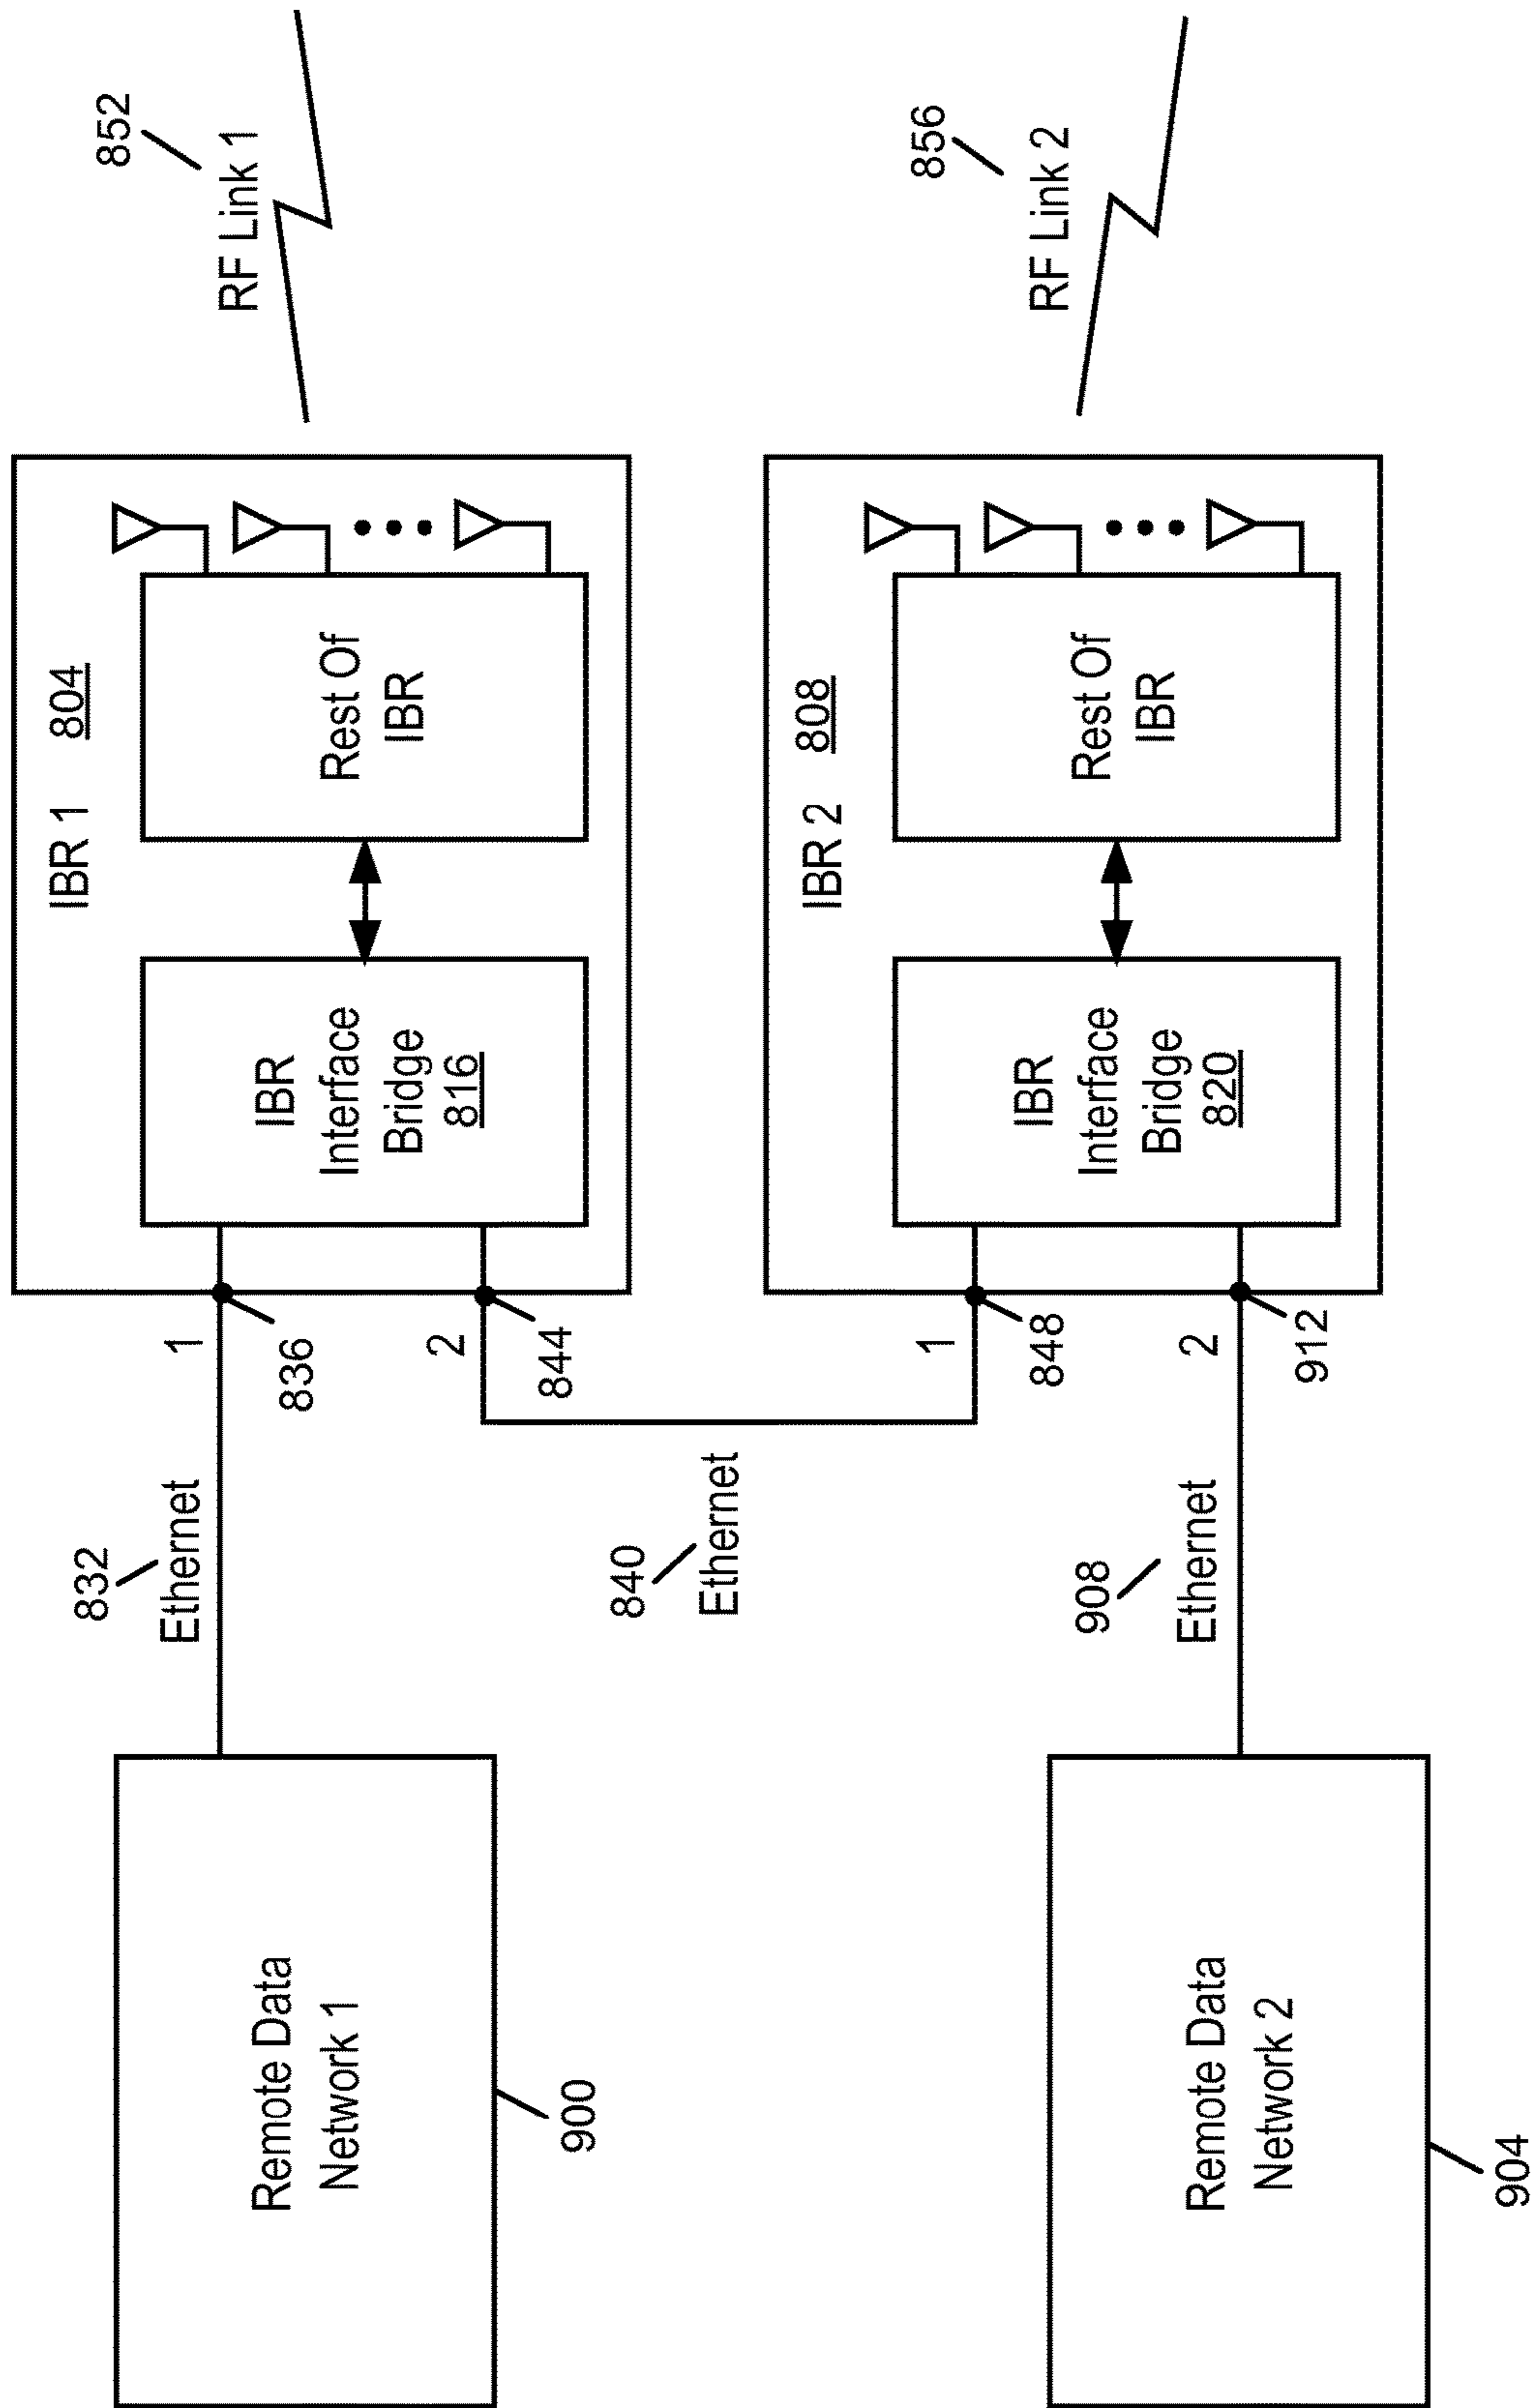 852
RF Link 1
IBR 1
804
Rest Of
IBR
IBR
Interface
Bridge
816
1
836
2
844
832
Ethernet
Remote Data
Network 1
900
840
Ethernet
856
RF Link 2
IBR 2
808
Rest Of
IBR
IBR
Interface
Bridge
820
1
848
2
912
908
Ethernet
Remote Data
Network 2
904